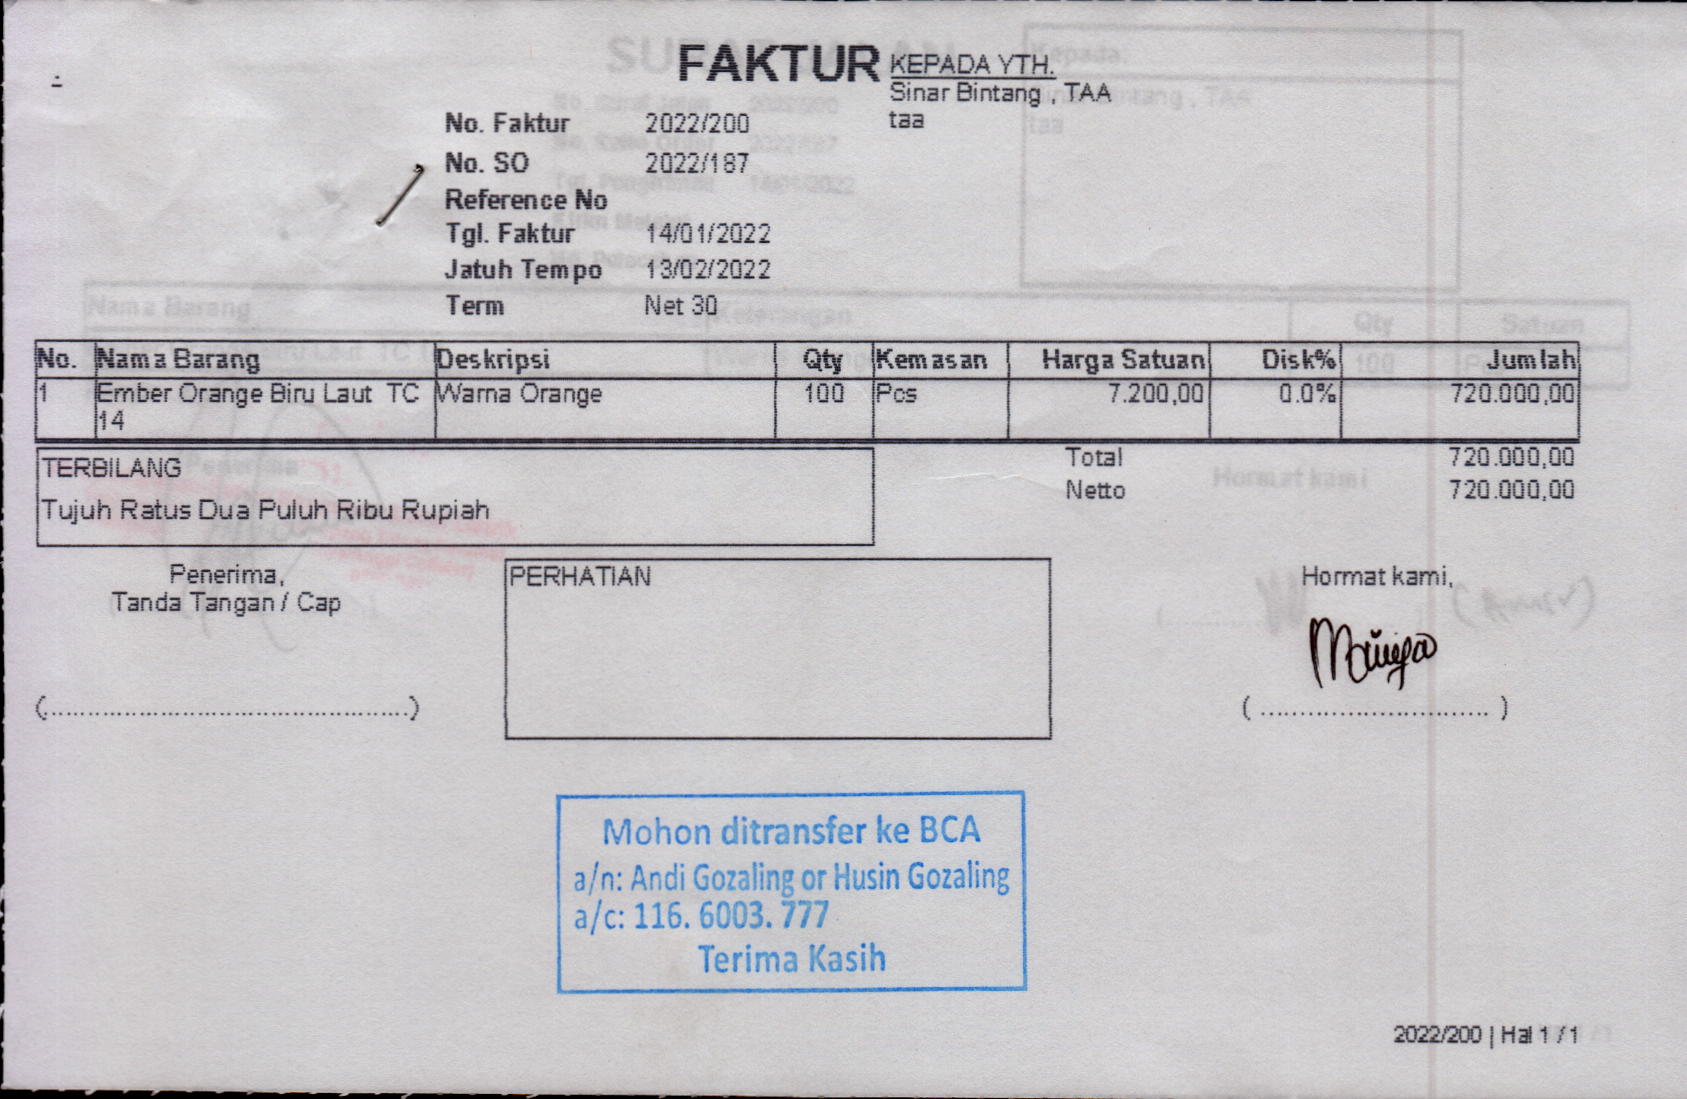 FAKTUR
KEPADA YTH.
Sinar Bintang , TAA
taa
No. Faktur 2022/200
No. SO 2022/187
Reference No
Tgl. Faktur 14/01/2022
Jatuh Tempo 13/02/2022
Term Net 30
No. Nama Barang Deskripsi Qty Kemasan Harga Satuan Disk% Jumlah
1 Ember Orange Biru Laut TC Warna Orange 100 Pcs 7.200,00 0.0% 720.000,00
14
TERBILANG
Tujuh Ratus Dua Puluh Ribu Rupiah
Total 720.000,00
Netto 720.000,00
Penerima,
Tanda Tangan / Cap
(................................................)
PERHATIAN
Hormat kami,
( .............................. )
Mohon ditransfer ke BCA
a/n: Andi Gozaling or Husin Gozaling
a/c: 116. 6003. 777
Terima Kasih
2022/200 | Hal 1 / 1